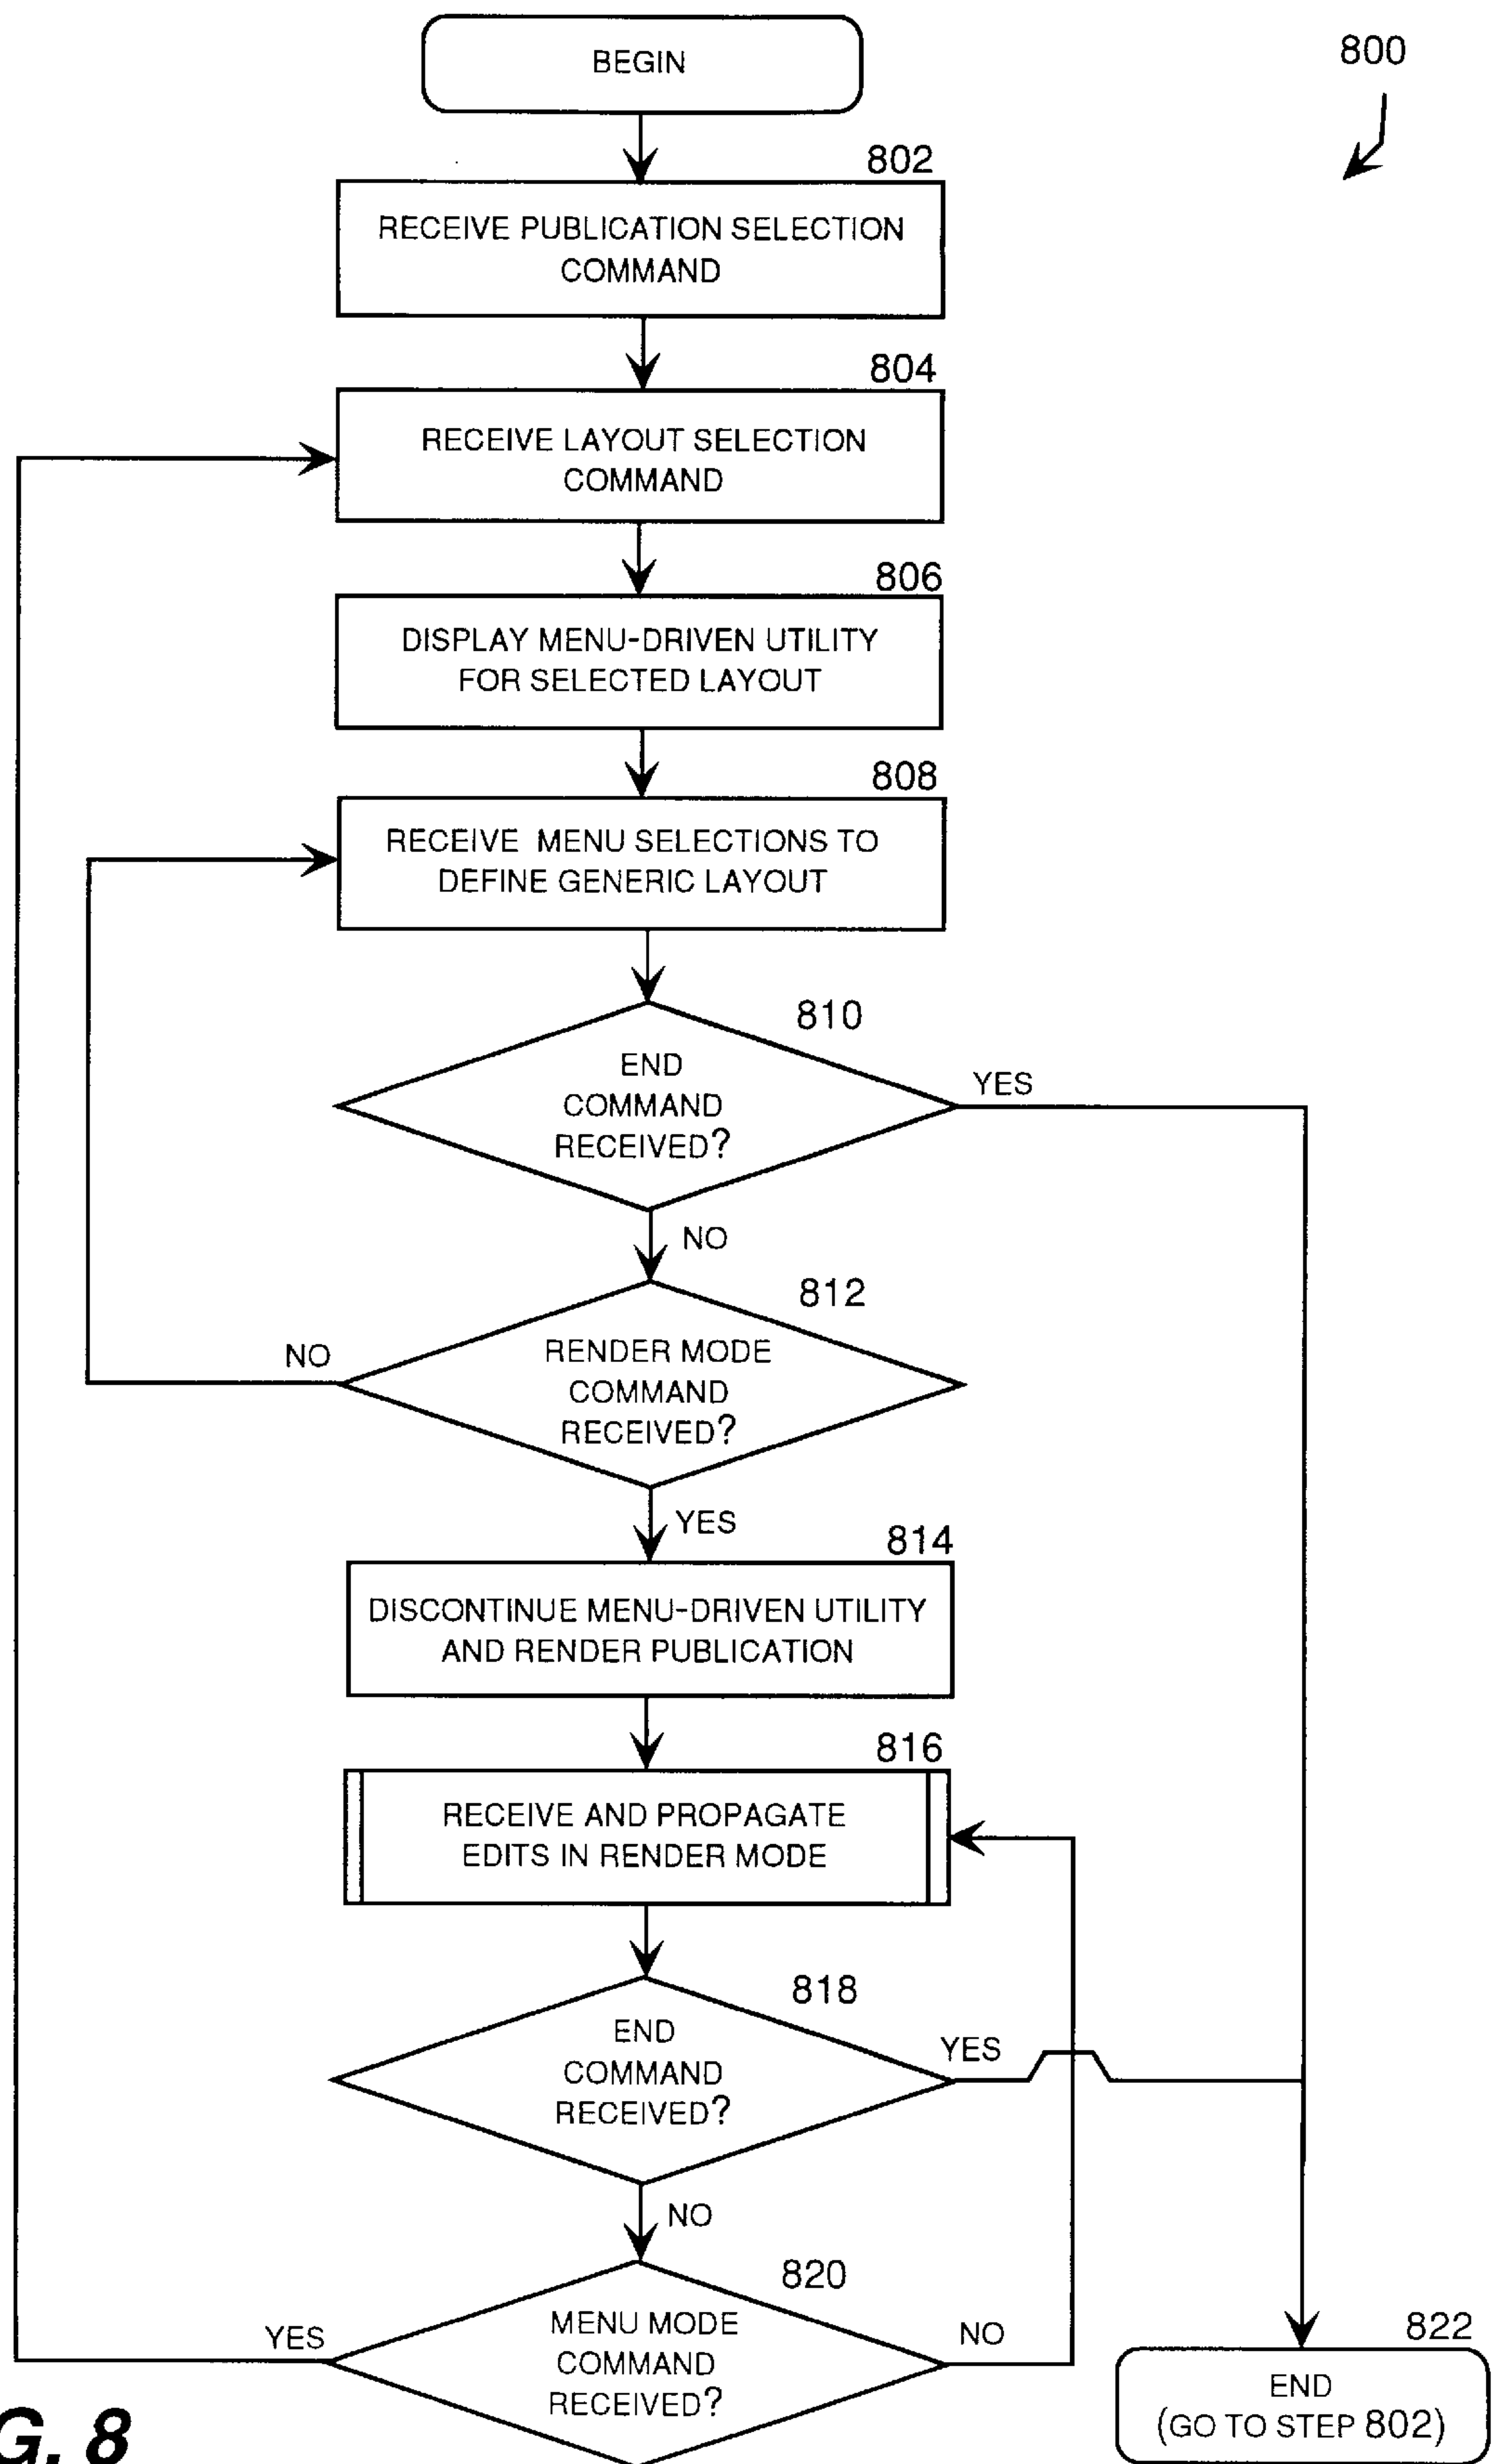 BEGIN
800
802
RECEIVE PUBLICATION SELECTION
COMMAND
804
RECEIVE LAYOUT SELECTION
COMMAND
806
DISPLAY MENU-DRIVEN UTILITY
FOR SELECTED LAYOUT
808
RECEIVE MENU SELECTIONS TO
DEFINE GENERIC LAYOUT
810
END
COMMAND
RECEIVED?
YES
NO
812
RENDER MODE
COMMAND
RECEIVED?
NO
YES
814
DISCONTINUE MENU-DRIVEN UTILITY
AND RENDER PUBLICATION
816
RECEIVE AND PROPAGATE
EDITS IN RENDER MODE
818
END
COMMAND
RECEIVED?
YES
NO
820
MENU MODE
COMMAND
RECEIVED?
YES
NO
822
END
(GO TO STEP 802)
G. 8